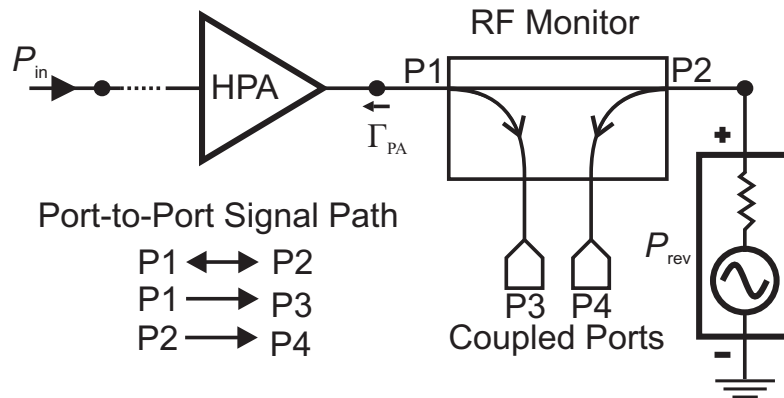 RF Monitor
P_in
HPA
P1
P2
Γ_PA
+
Port-to-Port Signal Path
P1 ↔ P2
P1 → P3
P2 → P4
P_rev
P3
P4
Coupled Ports
-